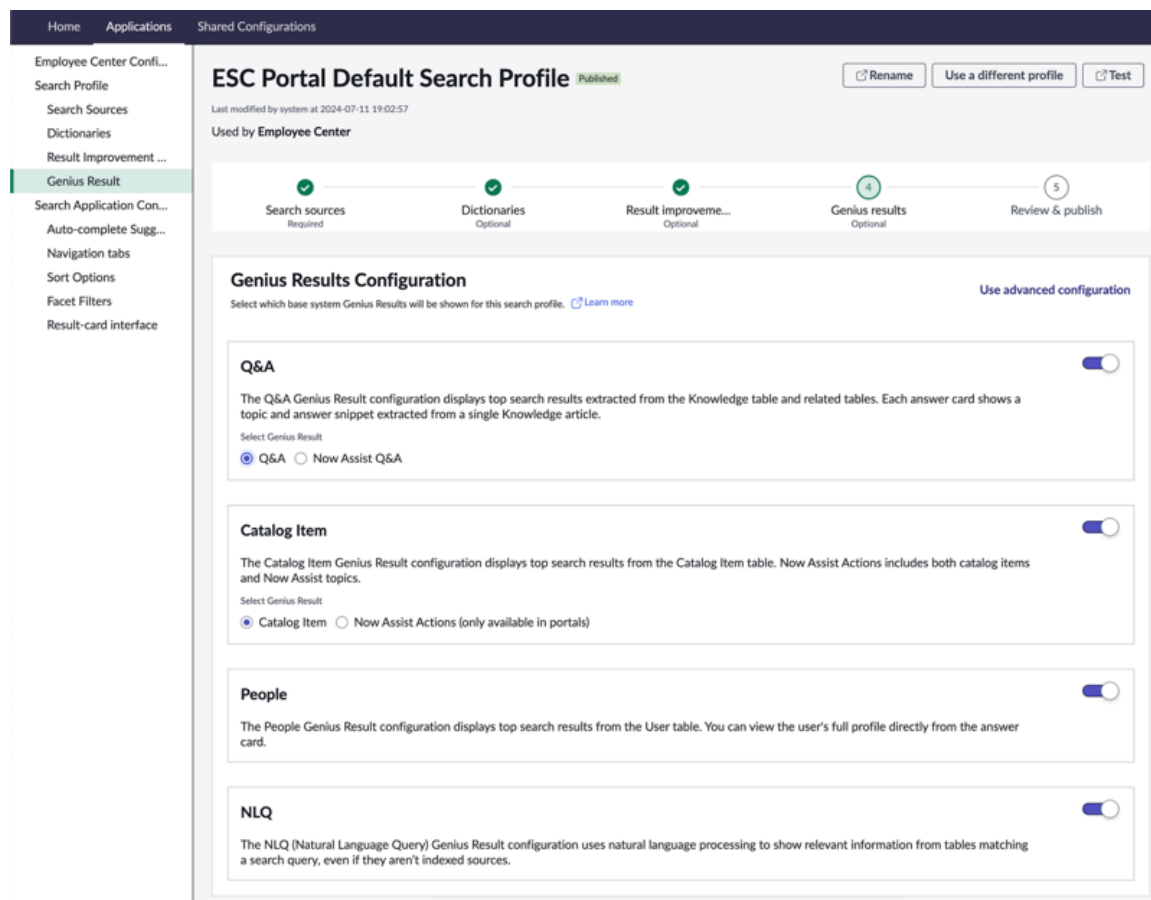 Home Applications Shared Configurations
Employee Center Confi...
Search Profile
Search Sources
Dictionaries
Result Improvement ...
Genius Result
Search Application Con...
Auto-complete Sugg...
Navigation tabs
Sort Options
Facet Filters
Result-card interface
ESC Portal Default Search Profile Published
Rename Use a different profile Test
Last modified by system at 2024-07-11 19:02:57
Used by Employee Center
4 5
Search sources Dictionaries Result improveme... Genius results Review & publish
Required Optional Optional Optional
Genius Results Configuration
Select which base system Genius Results will be shown for this search profile. Learn more
Use advanced configuration
Q&A
The Q&A Genius Result configuration displays top search results extracted from the Knowledge table and related tables. Each answer card shows a
topic and answer snippet extracted from a single Knowledge article.
Select Genius Result
Q&A Now Assist Q&A
Catalog Item
The Catalog Item Genius Result configuration displays top search results from the Catalog Item table. Now Assist Actions includes both catalog items
and Now Assist topics.
Select Genius Result
Catalog Item Now Assist Actions (only available in portals)
People
The People Genius Result configuration displays top search results from the User table. You can view the user's full profile directly from the answer
card.
NLQ
The NLQ (Natural Language Query) Genius Result configuration uses natural language processing to show relevant information from tables matching
a search query, even if they aren't indexed sources.